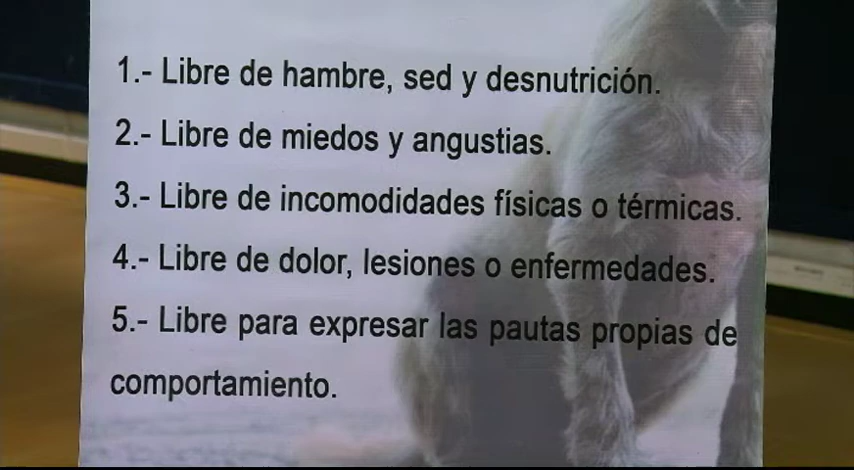 1.- Libre de hambre, sed y desnutrición.
2.- Libre de miedos y angustias.
3.- Libre de incomodidades físicas o térmicas.
4.- Libre de dolor, lesiones o enfermedades.
5.- Libre para expresar las pautas propias de
comportamiento.